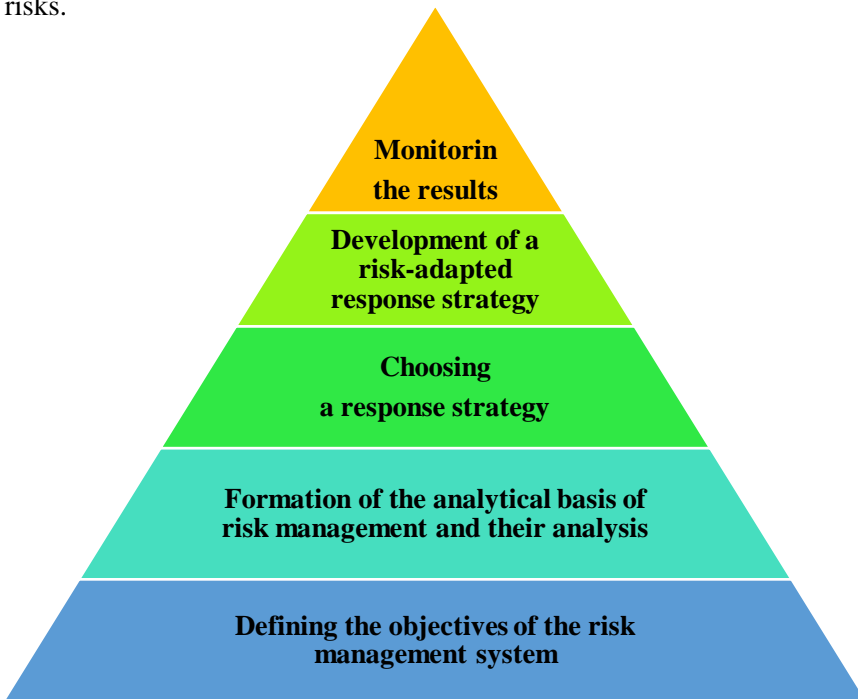 risks.
Monitorin
the results
Development of a
risk-adapted
response strategy
Choosing
a response strategy
Formation of the analytical basis of
risk management and their analysis
Defining the objectives of the risk
management system